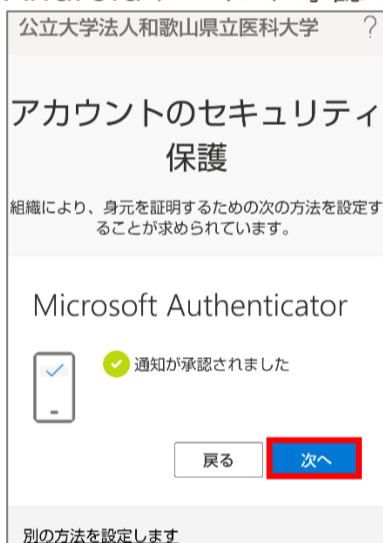 公立大学法人和歌山県立医科大学 ?
アカウントのセキュリティ
保護
組織により、身元を証明するための次の方法を設定す
ることが求められています。
Microsoft Authenticator
通知が承認されました
戻る 次へ
別の方法を設定します